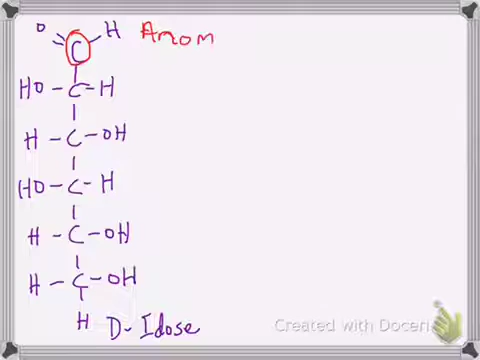 O H Anom
C
HO - C - H
H - C - OH
HO - C - H
H - C - OH
H - C - OH
H D- Idose
Created with Doceri